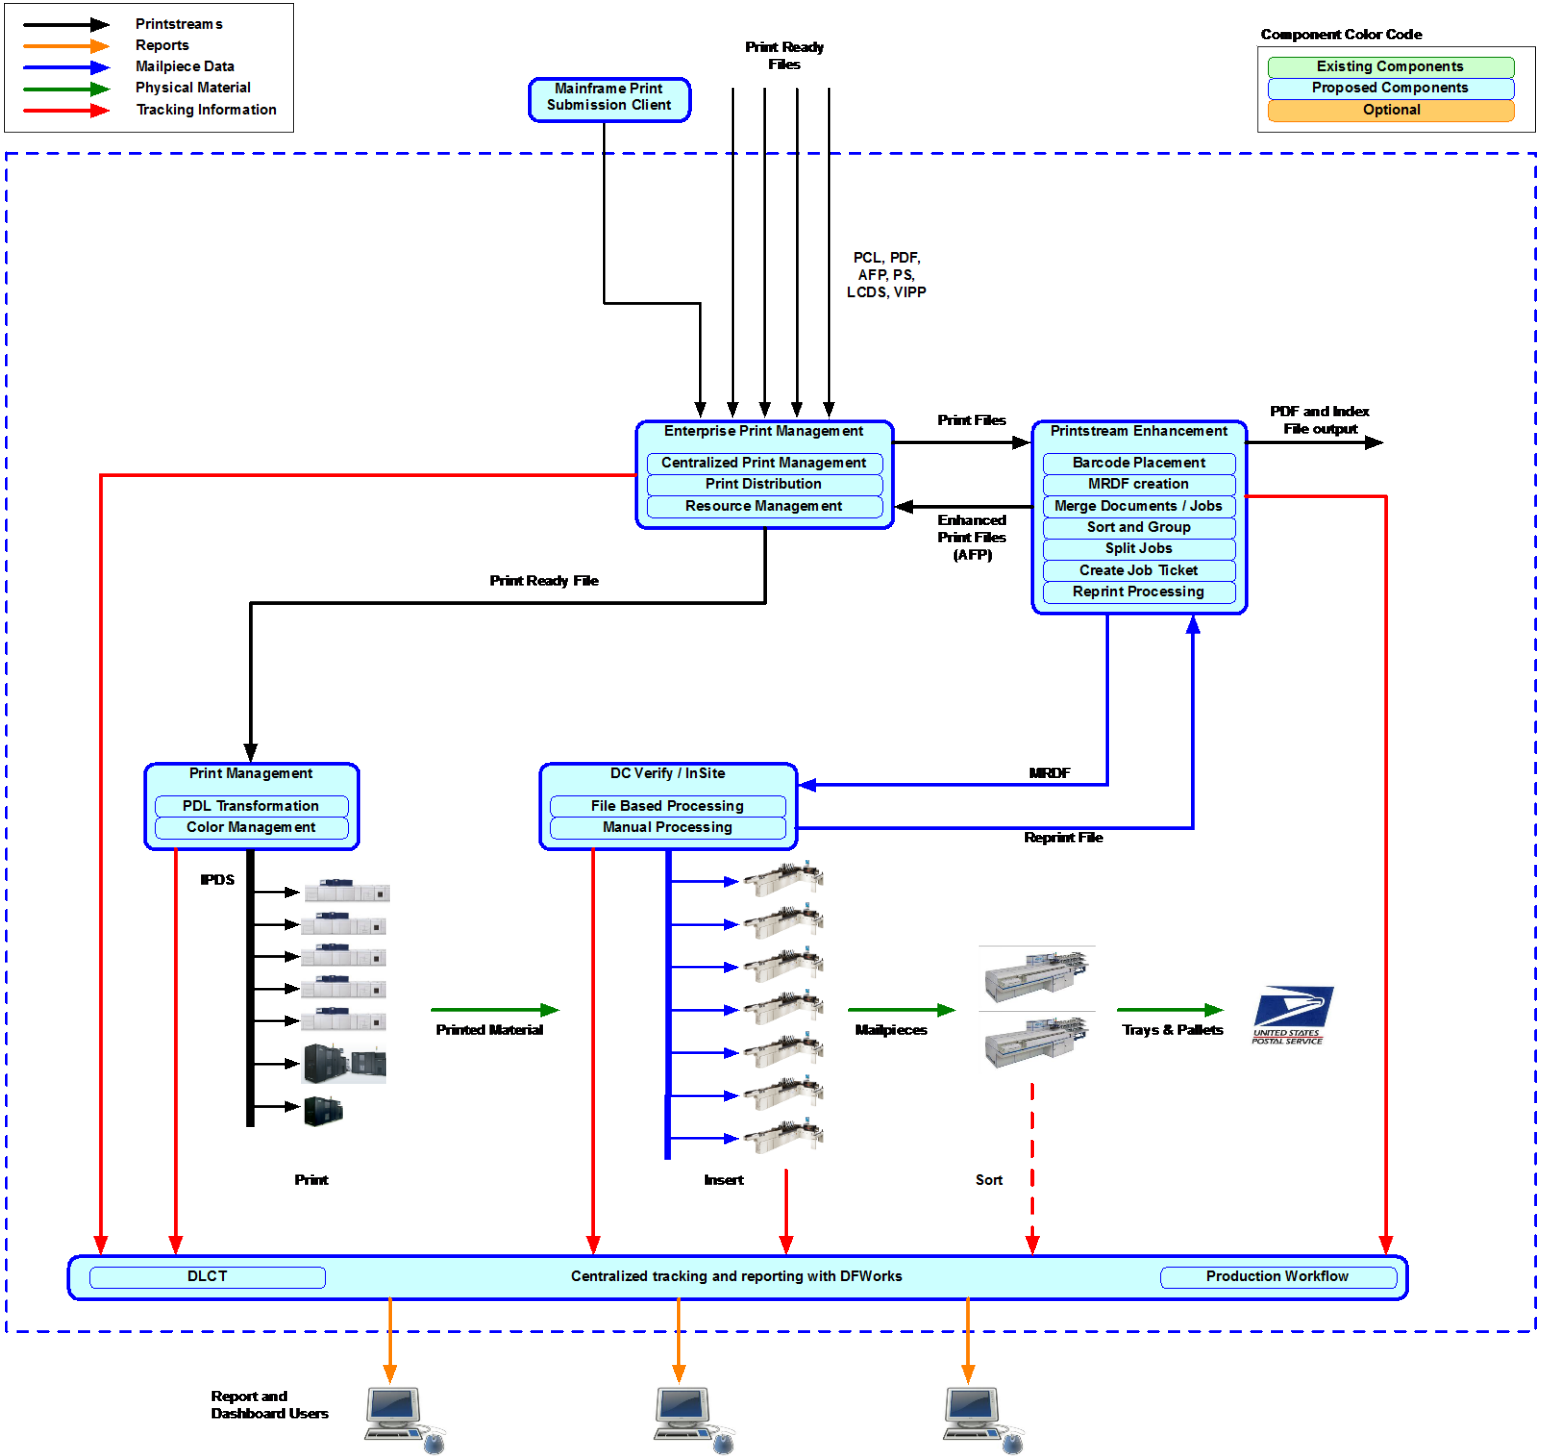 Printstreams
Reports
Mailpiece Data
Physical Material
Tracking Information
Component Color Code
Existing Components
Proposed Components
Optional
Print Ready
Files
Mainframe Print
Submission Client
PCL, PDF,
AFP, PS,
LCDS, VIPP
Enterprise Print Management
Centralized Print Management
Print Distribution
Resource Management
Print Files
Enhanced
Print Files
(AFP)
Printstream Enhancement
Barcode Placement
MRDF creation
Merge Documents / Jobs
Sort and Group
Split Jobs
Create Job Ticket
Reprint Processing
PDF and Index
File output
Print Ready File
Print Management
PDL Transformation
Color Management
DC Verify / InSite
File Based Processing
Manual Processing
MRDF
Reprint File
IPDS
Printed Material
Mailpieces
Trays & Pallets
UNITED STATES
POSTAL SERVICE
Print
Insert
Sort
DLCT
Centralized tracking and reporting with DFWorks
Production Workflow
Report and
Dashboard Users